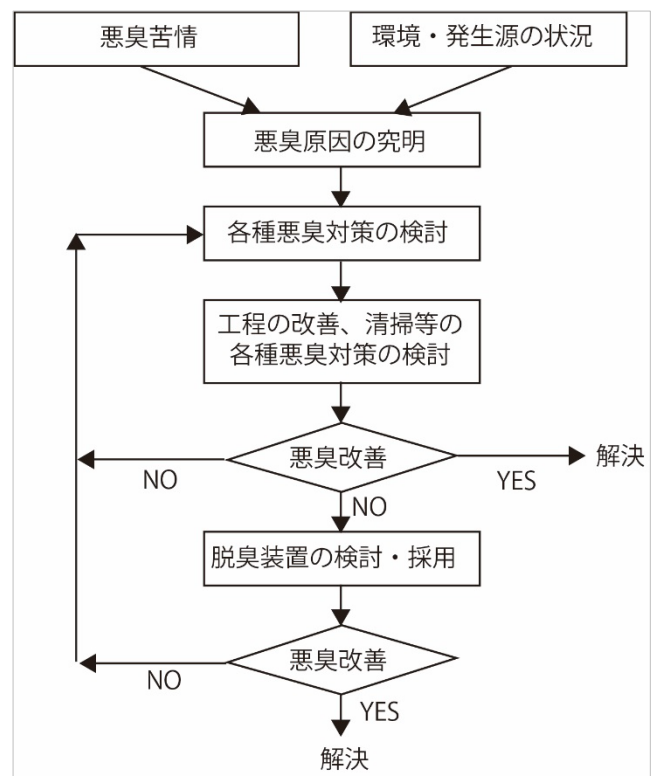 悪臭苦情
環境・発生源の状況
悪臭原因の究明
各種悪臭対策の検討
工程の改善、清掃等の
各種悪臭対策の検討
悪臭改善
解決
NO
YES
NO
脱臭装置の検討・採用
悪臭改善
NO
YES
解決